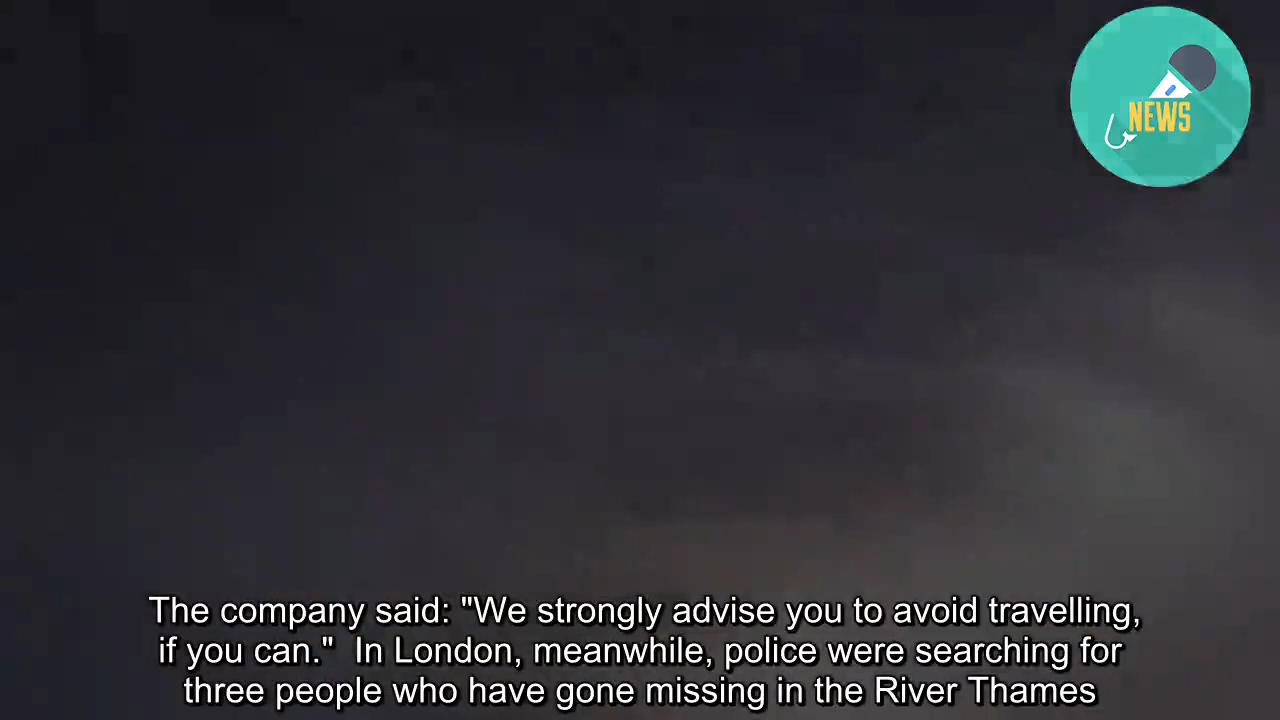 NEWS
The company said: "We strongly advise you to avoid travelling,
if you can."  In London, meanwhile, police were searching for
three people who have gone missing in the River Thames